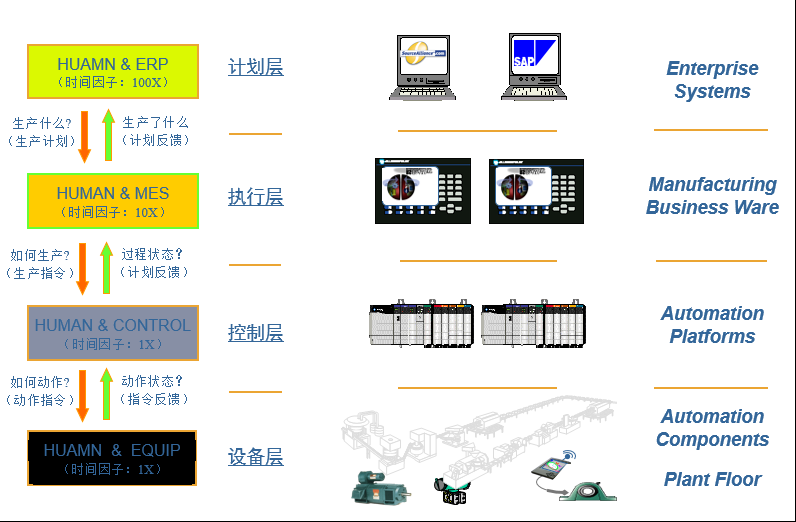 HUAMN & ERP
(时间因子：100X)
计划层
SourceAlliance.com
SAP
Enterprise
Systems
生产什么?
(生产计划)
生产了什么
(计划反馈)
HUMAN & MES
(时间因子：10X)
执行层
Manufacturing
Business Ware
如何生产?
(生产指令)
过程状态？
(计划反馈)
HUMAN & CONTROL
(时间因子：1X)
控制层
Automation
Platforms
如何动作?
(动作指令)
动作状态？
(指令反馈)
HUAMN & EQUIP
(时间因子：1X)
设备层
Automation
Components
Plant Floor